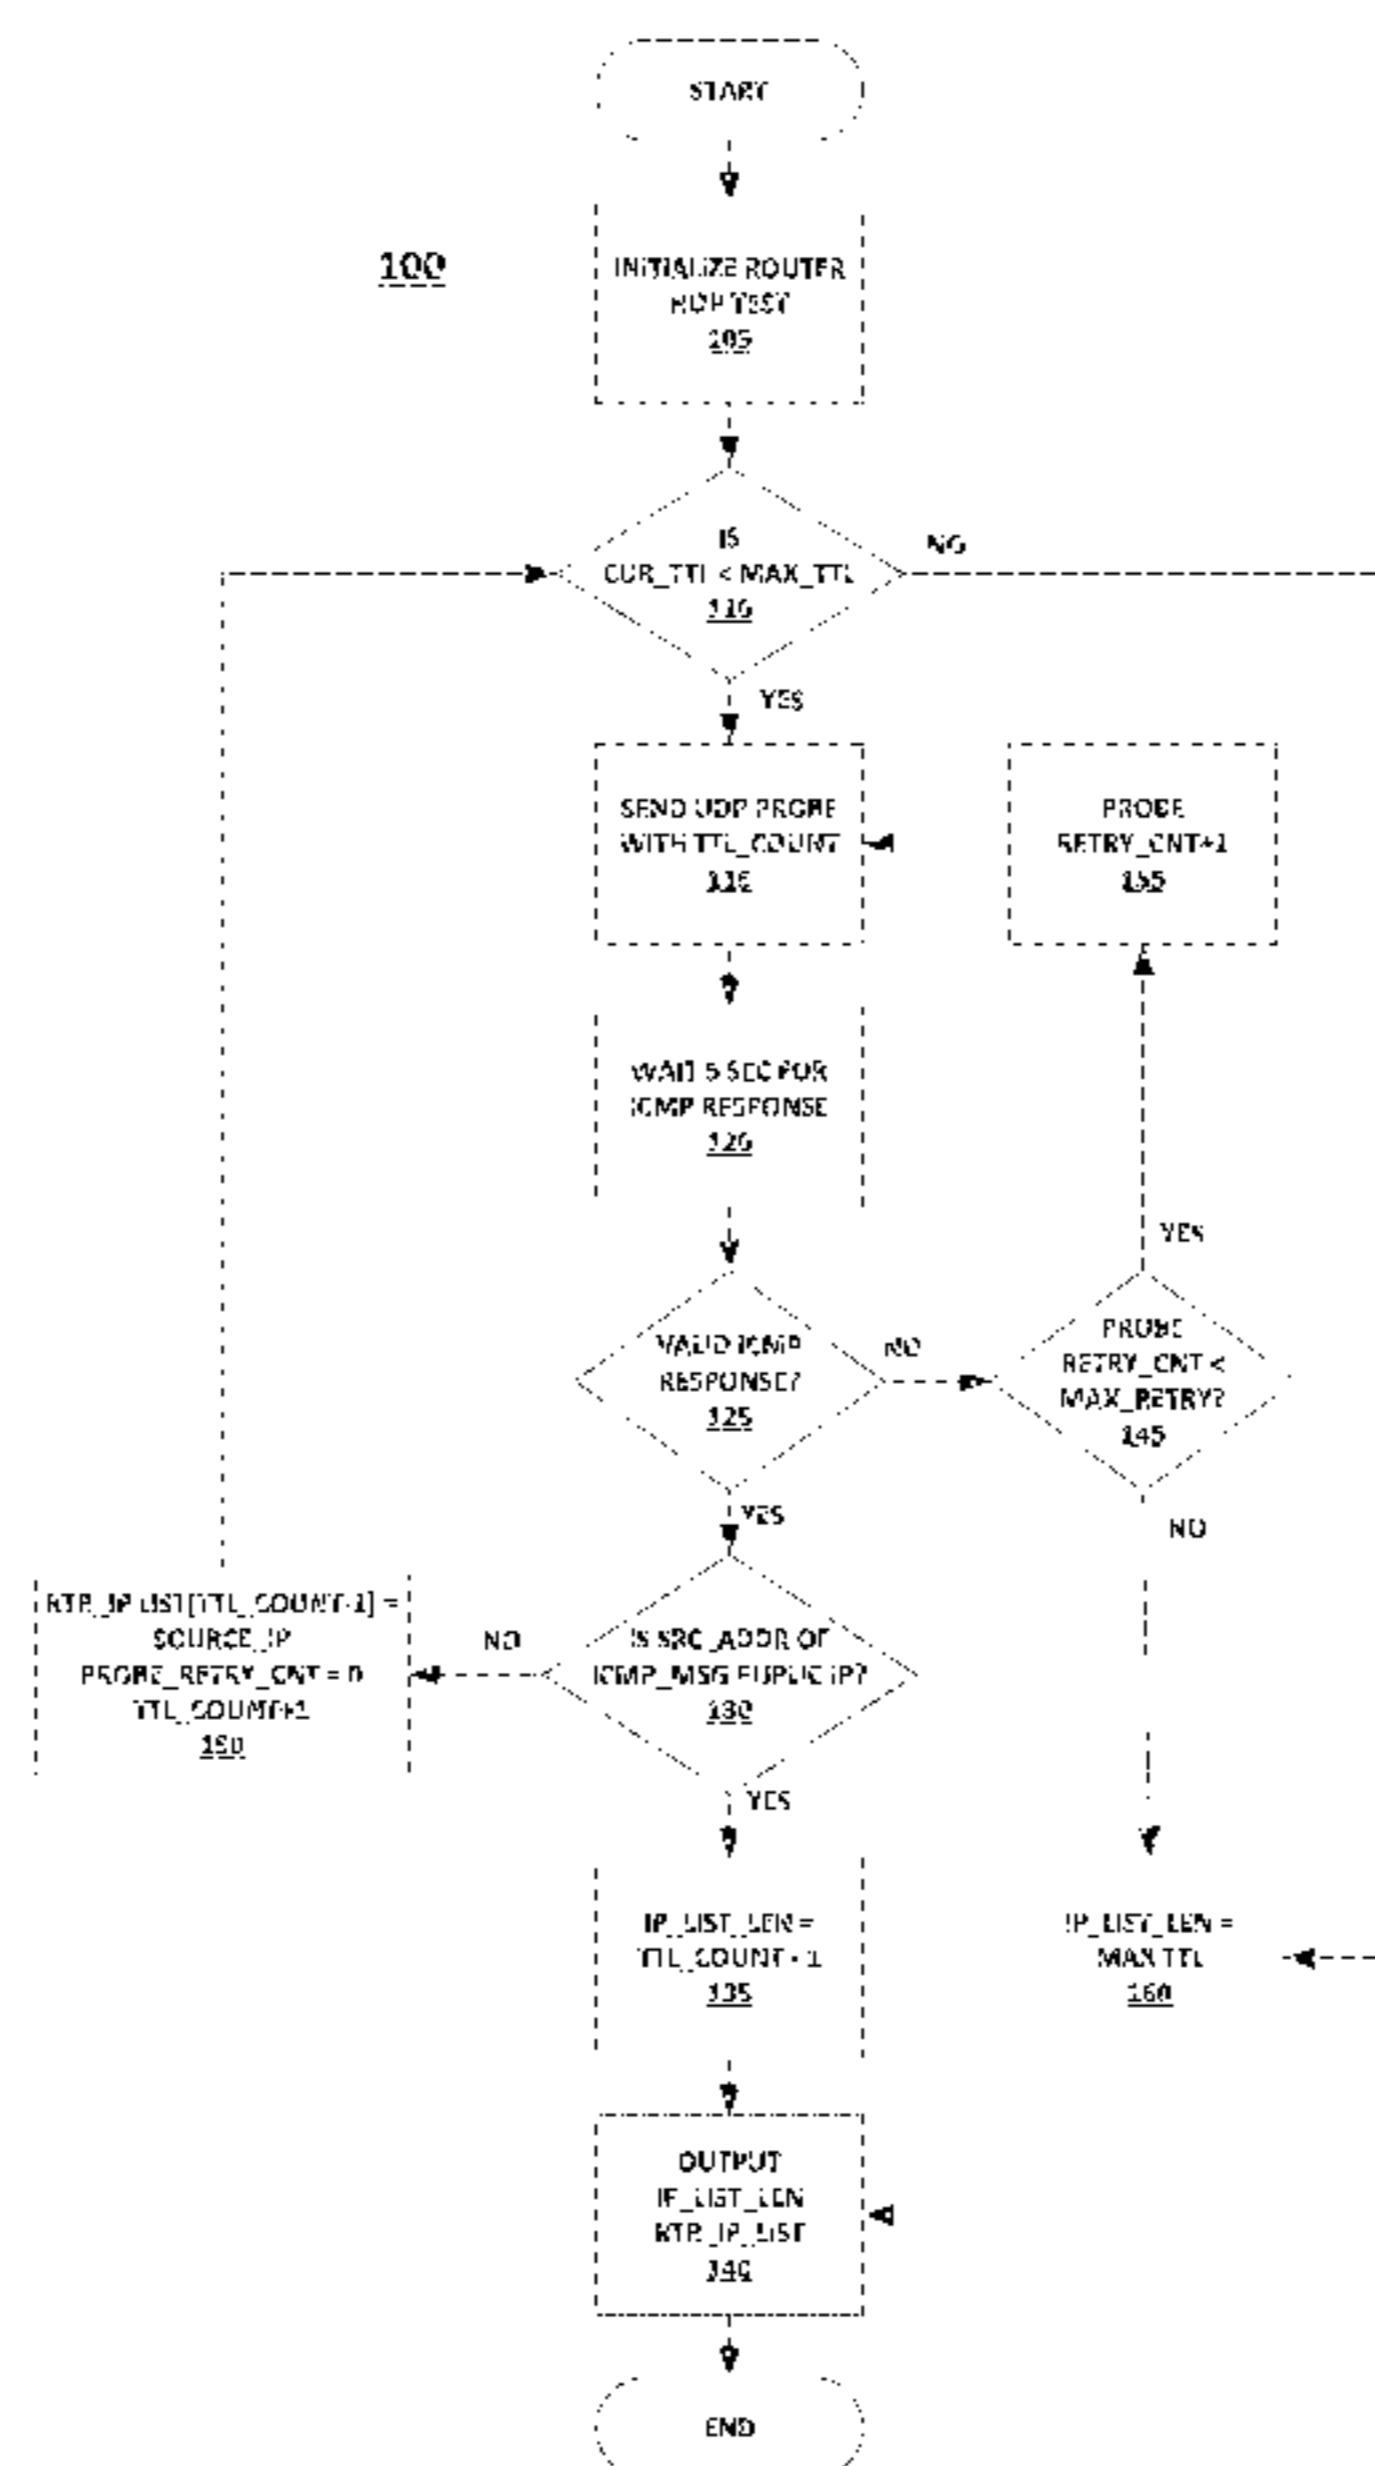 START
100
INITIALIZE ROUTER
HOP TEST
105
IS
CUR_TTL < MAX_TTL
110
NO
YES
SEND UDP PROBE
WITH TTL_COUNT
115
PROBE
RETRY_CNT+1
155
WAIT 5 SEC FOR
ICMP RESPONSE
120
YES
VALID ICMP
RESPONSE?
125
NO
PROBE
RETRY_CNT <
MAX_RETRY?
145
YES
NO
RTR_IP LIST[TTL_COUNT-1] =
SOURCE_IP
PROBE_RETRY_CNT = 0
TTL_COUNT+1
150
NO
IS SRC_ADDR OF
ICMP_MSG PUBLIC IP?
130
YES
IP_LIST_LEN =
TTL_COUNT - 1
135
IP_LIST_LEN =
MAX TTL
160
OUTPUT
IP_LIST_LEN
RTR_IP_LIST
140
END